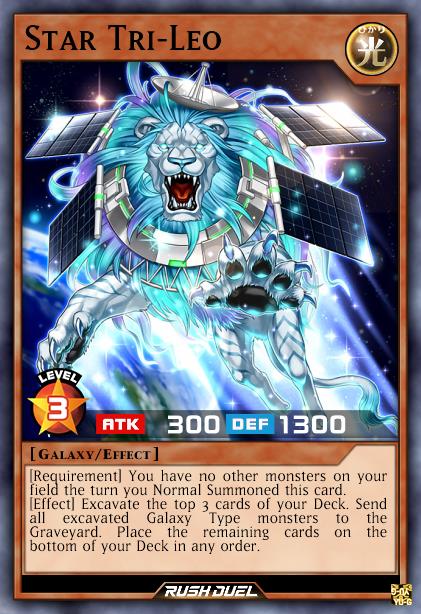 STAR TRI-LEO
ひかり
光
LEVEL
3
ATK 300 DEF 1300
[GALAXY/EFFECT]
[Requirement] You have no other monsters on your
field the turn you Normal Summoned this card.
[Effect] Excavate the top 3 cards of your Deck. Send
all excavated Galaxy Type monsters to the
Graveyard. Place the remaining cards on the
bottom of your Deck in any order.
RUSH DUEL